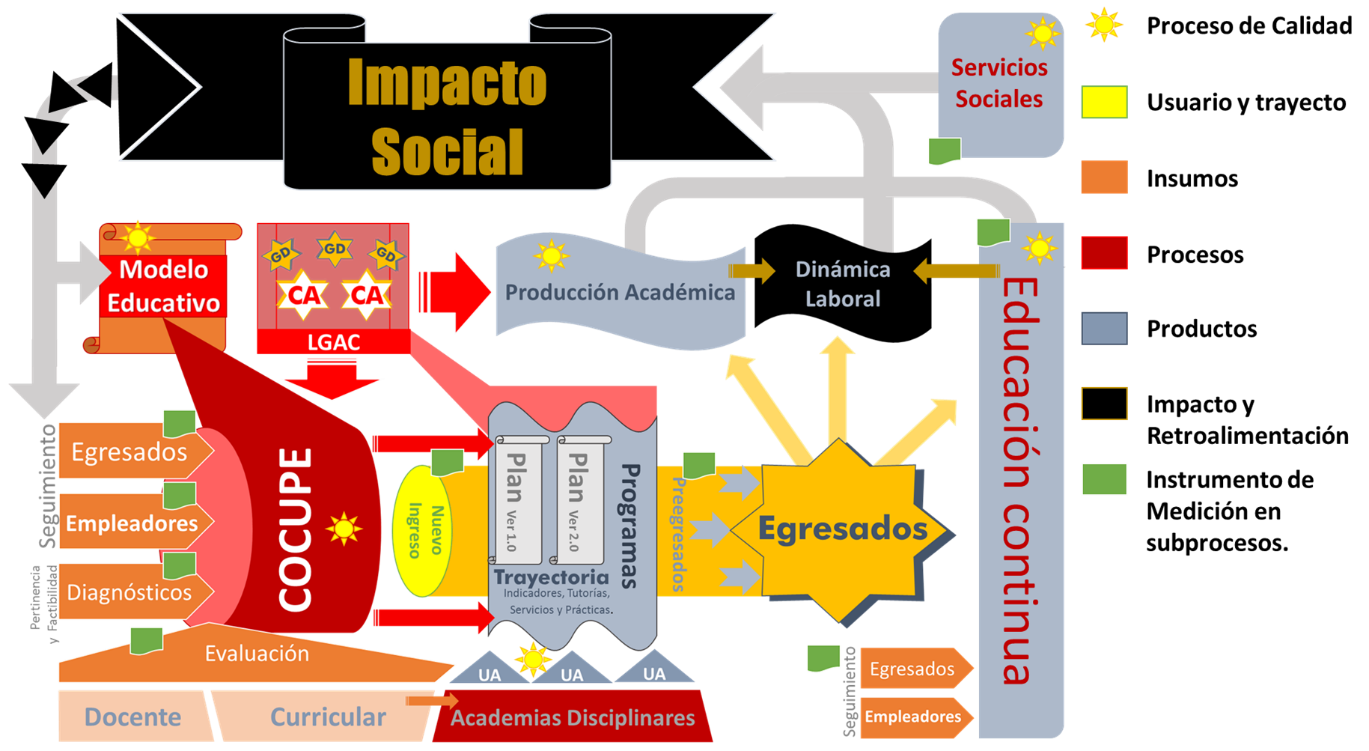 Impacto
Social
Servicios
Sociales
Proceso de Calidad
Usuario y trayecto
Insumos
Procesos
Productos
Impacto y
Retroalimentación
Instrumento de
Medición en
subprocesos.
Modelo
Educativo
GD
GD
GD
CA
CA
LGAC
Producción Académica
Dinámica
Laboral
Educación continua
Seguimiento
Egresados
Empleadores
Pertinencia
y Factibilidad
Diagnósticos
COCUPE
Nuevo
Ingreso
Plan Ver 1.0
Plan Ver 2.0
Programas
Trayectoria
Indicadores, Tutorías,
Servicios y Prácticas.
Preegresados
Egresados
Evaluación
Docente
Curricular
UA
UA
UA
Academias Disciplinares
Seguimiento
Egresados
Empleadores